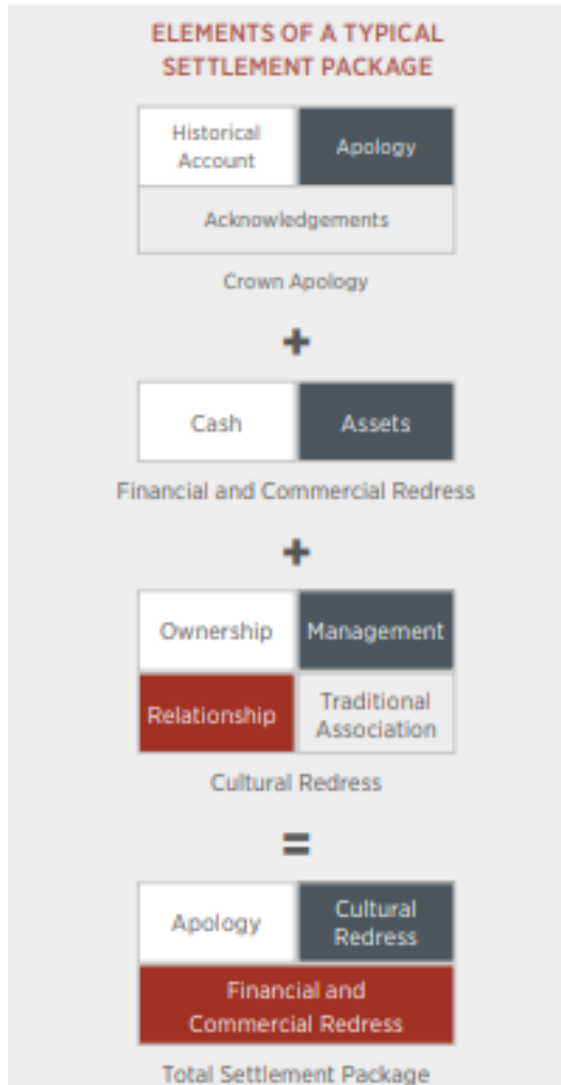 ELEMENTS OF A TYPICAL
SETTLEMENT PACKAGE
Historical
Account
Apology
Acknowledgements
Crown Apology
+
Cash
Assets
Financial and Commercial Redress
+
Ownership
Management
Relationship
Traditional
Association
Cultural Redress
=
Apology
Cultural
Redress
Financial and
Commercial Redress
Total Settlement Package